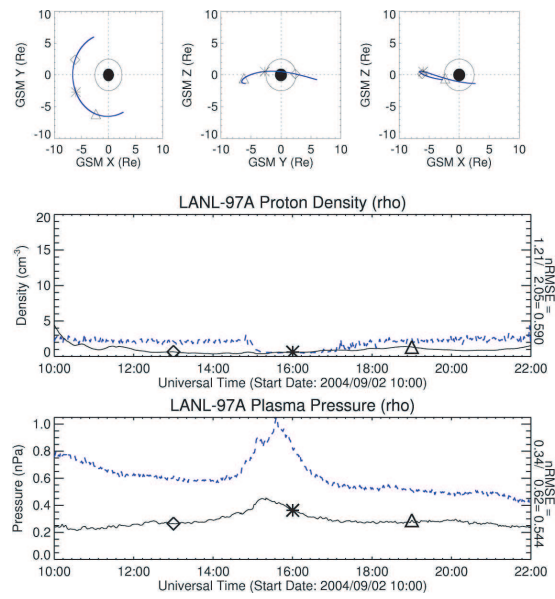 10
5
0
-5
-10
GSM Y (Re)
-10 -5 0 5 10
GSM X (Re)
10
5
0
-5
-10
GSM Z (Re)
-10 -5 0 5 10
GSM Y (Re)
10
5
0
-5
-10
GSM Z (Re)
-10 -5 0 5 10
GSM X (Re)
LANL-97A Proton Density (rho)
20
15
10
5
0
Density (cm-3)
10:00 12:00 14:00 16:00 18:00 20:00 22:00
Universal Time (Start Date: 2004/09/02 10:00)
nRMSE =
1.21/ 2.05= 0.590
LANL-97A Plasma Pressure (rho)
1.0
0.8
0.6
0.4
0.2
0.0
Pressure (nPa)
10:00 12:00 14:00 16:00 18:00 20:00 22:00
Universal Time (Start Date: 2004/09/02 10:00)
nRMSE =
0.34/ 0.62= 0.544